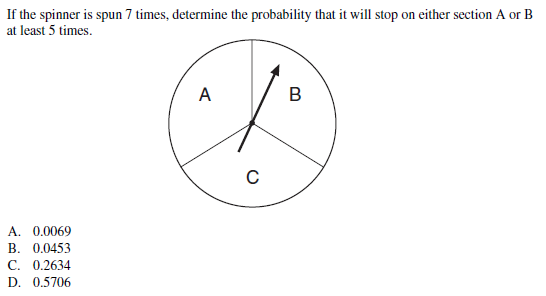 If the spinner is spun 7 times, determine the probability that it will stop on either section A or B
at least 5 times.
A
B
C
A. 0.0069
B. 0.0453
C. 0.2634
D. 0.5706